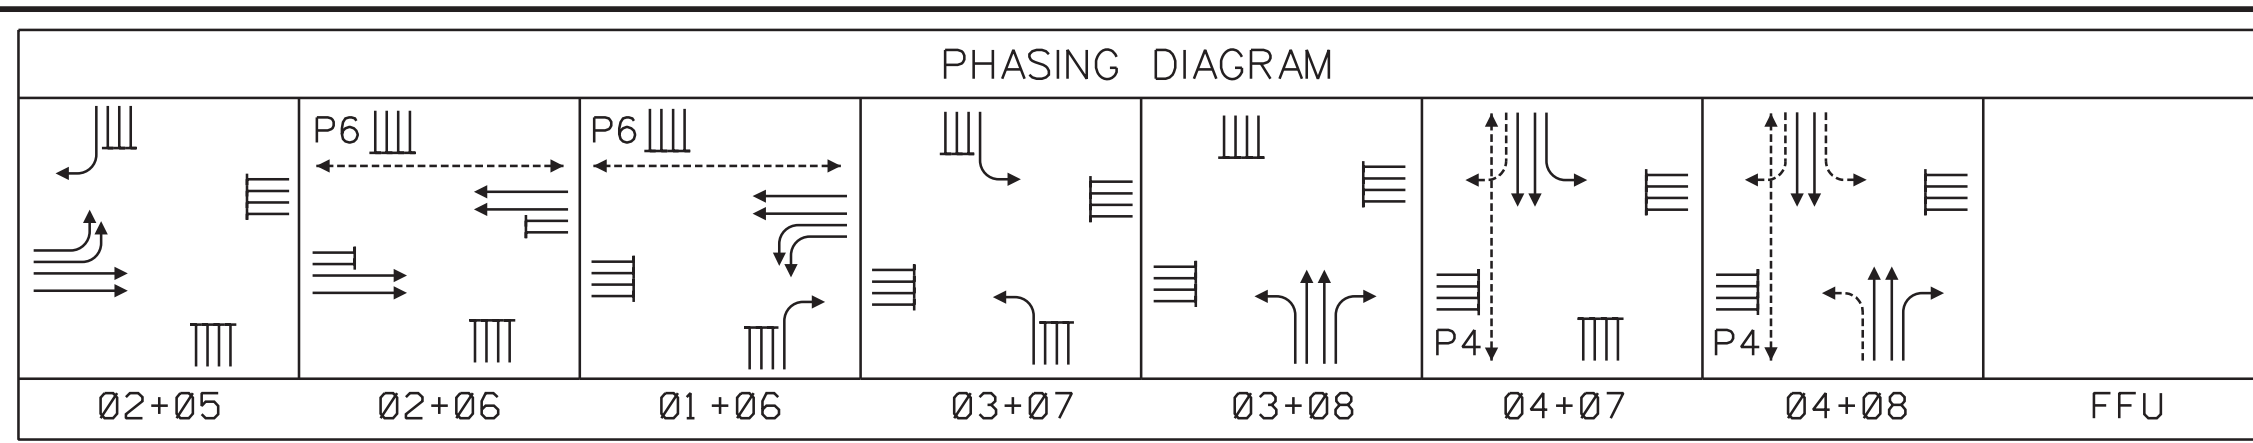 PHASING DIAGRAM
P6
P6
P4
P4
Ø2+Ø5
Ø2+Ø6
Ø1+Ø6
Ø3+Ø7
Ø3+Ø8
Ø4+Ø7
Ø4+Ø8
FFU